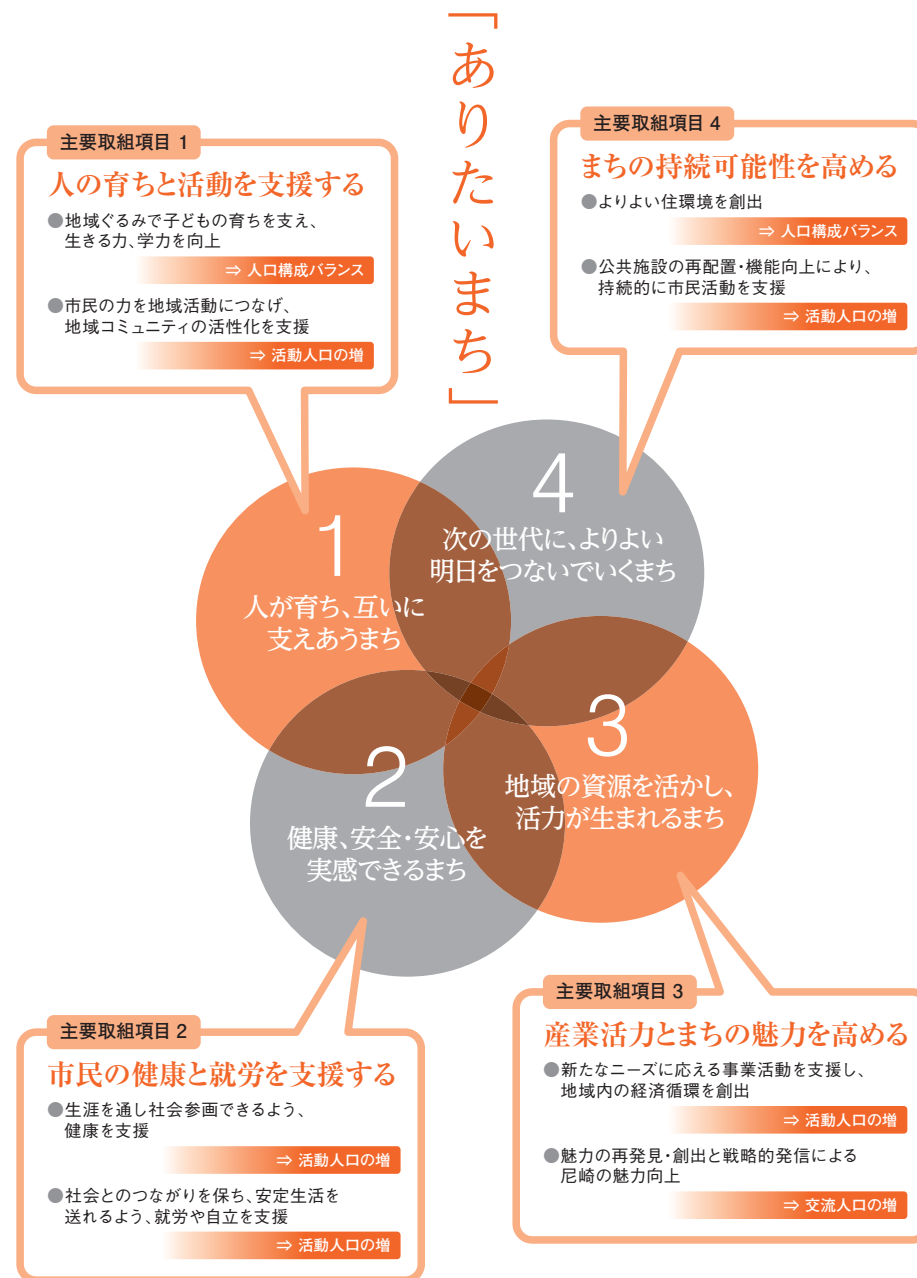 「ありたいまち」
主要取組項目 1
人の育ちと活動を支援する
●地域ぐるみで子どもの育ちを支え、
生きる力、学力を向上
⇒ 人口構成バランス
●市民の力を地域活動につなげ、
地域コミュニティの活性化を支援
⇒ 活動人口の増
主要取組項目 4
まちの持続可能性を高める
●よりよい住環境を創出
⇒ 人口構成バランス
●公共施設の再配置・機能向上により、
持続的に市民活動を支援
⇒ 活動人口の増
1
人が育ち、互いに
支えあうまち
4
次の世代に、よりよい
明日をつないでいくまち
2
健康、安全・安心を
実感できるまち
3
地域の資源を活かし、
活力が生まれるまち
主要取組項目 2
市民の健康と就労を支援する
●生涯を通し社会参画できるよう、
健康を支援
⇒ 活動人口の増
●社会とのつながりを保ち、安定生活を
送れるよう、就労や自立を支援
⇒ 活動人口の増
主要取組項目 3
産業活力とまちの魅力を高める
●新たなニーズに応える事業活動を支援し、
地域内の経済循環を創出
⇒ 活動人口の増
●魅力の再発見・創出と戦略的発信による
尼崎の魅力向上
⇒ 交流人口の増